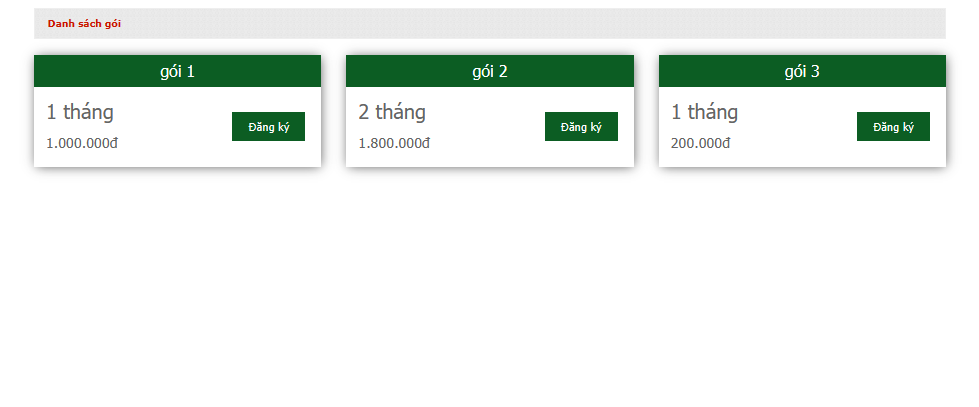 Danh sách gói
gói 1
1 tháng
1.000.000đ
Đăng ký
gói 2
2 tháng
1.800.000đ
Đăng ký
gói 3
1 tháng
200.000đ
Đăng ký